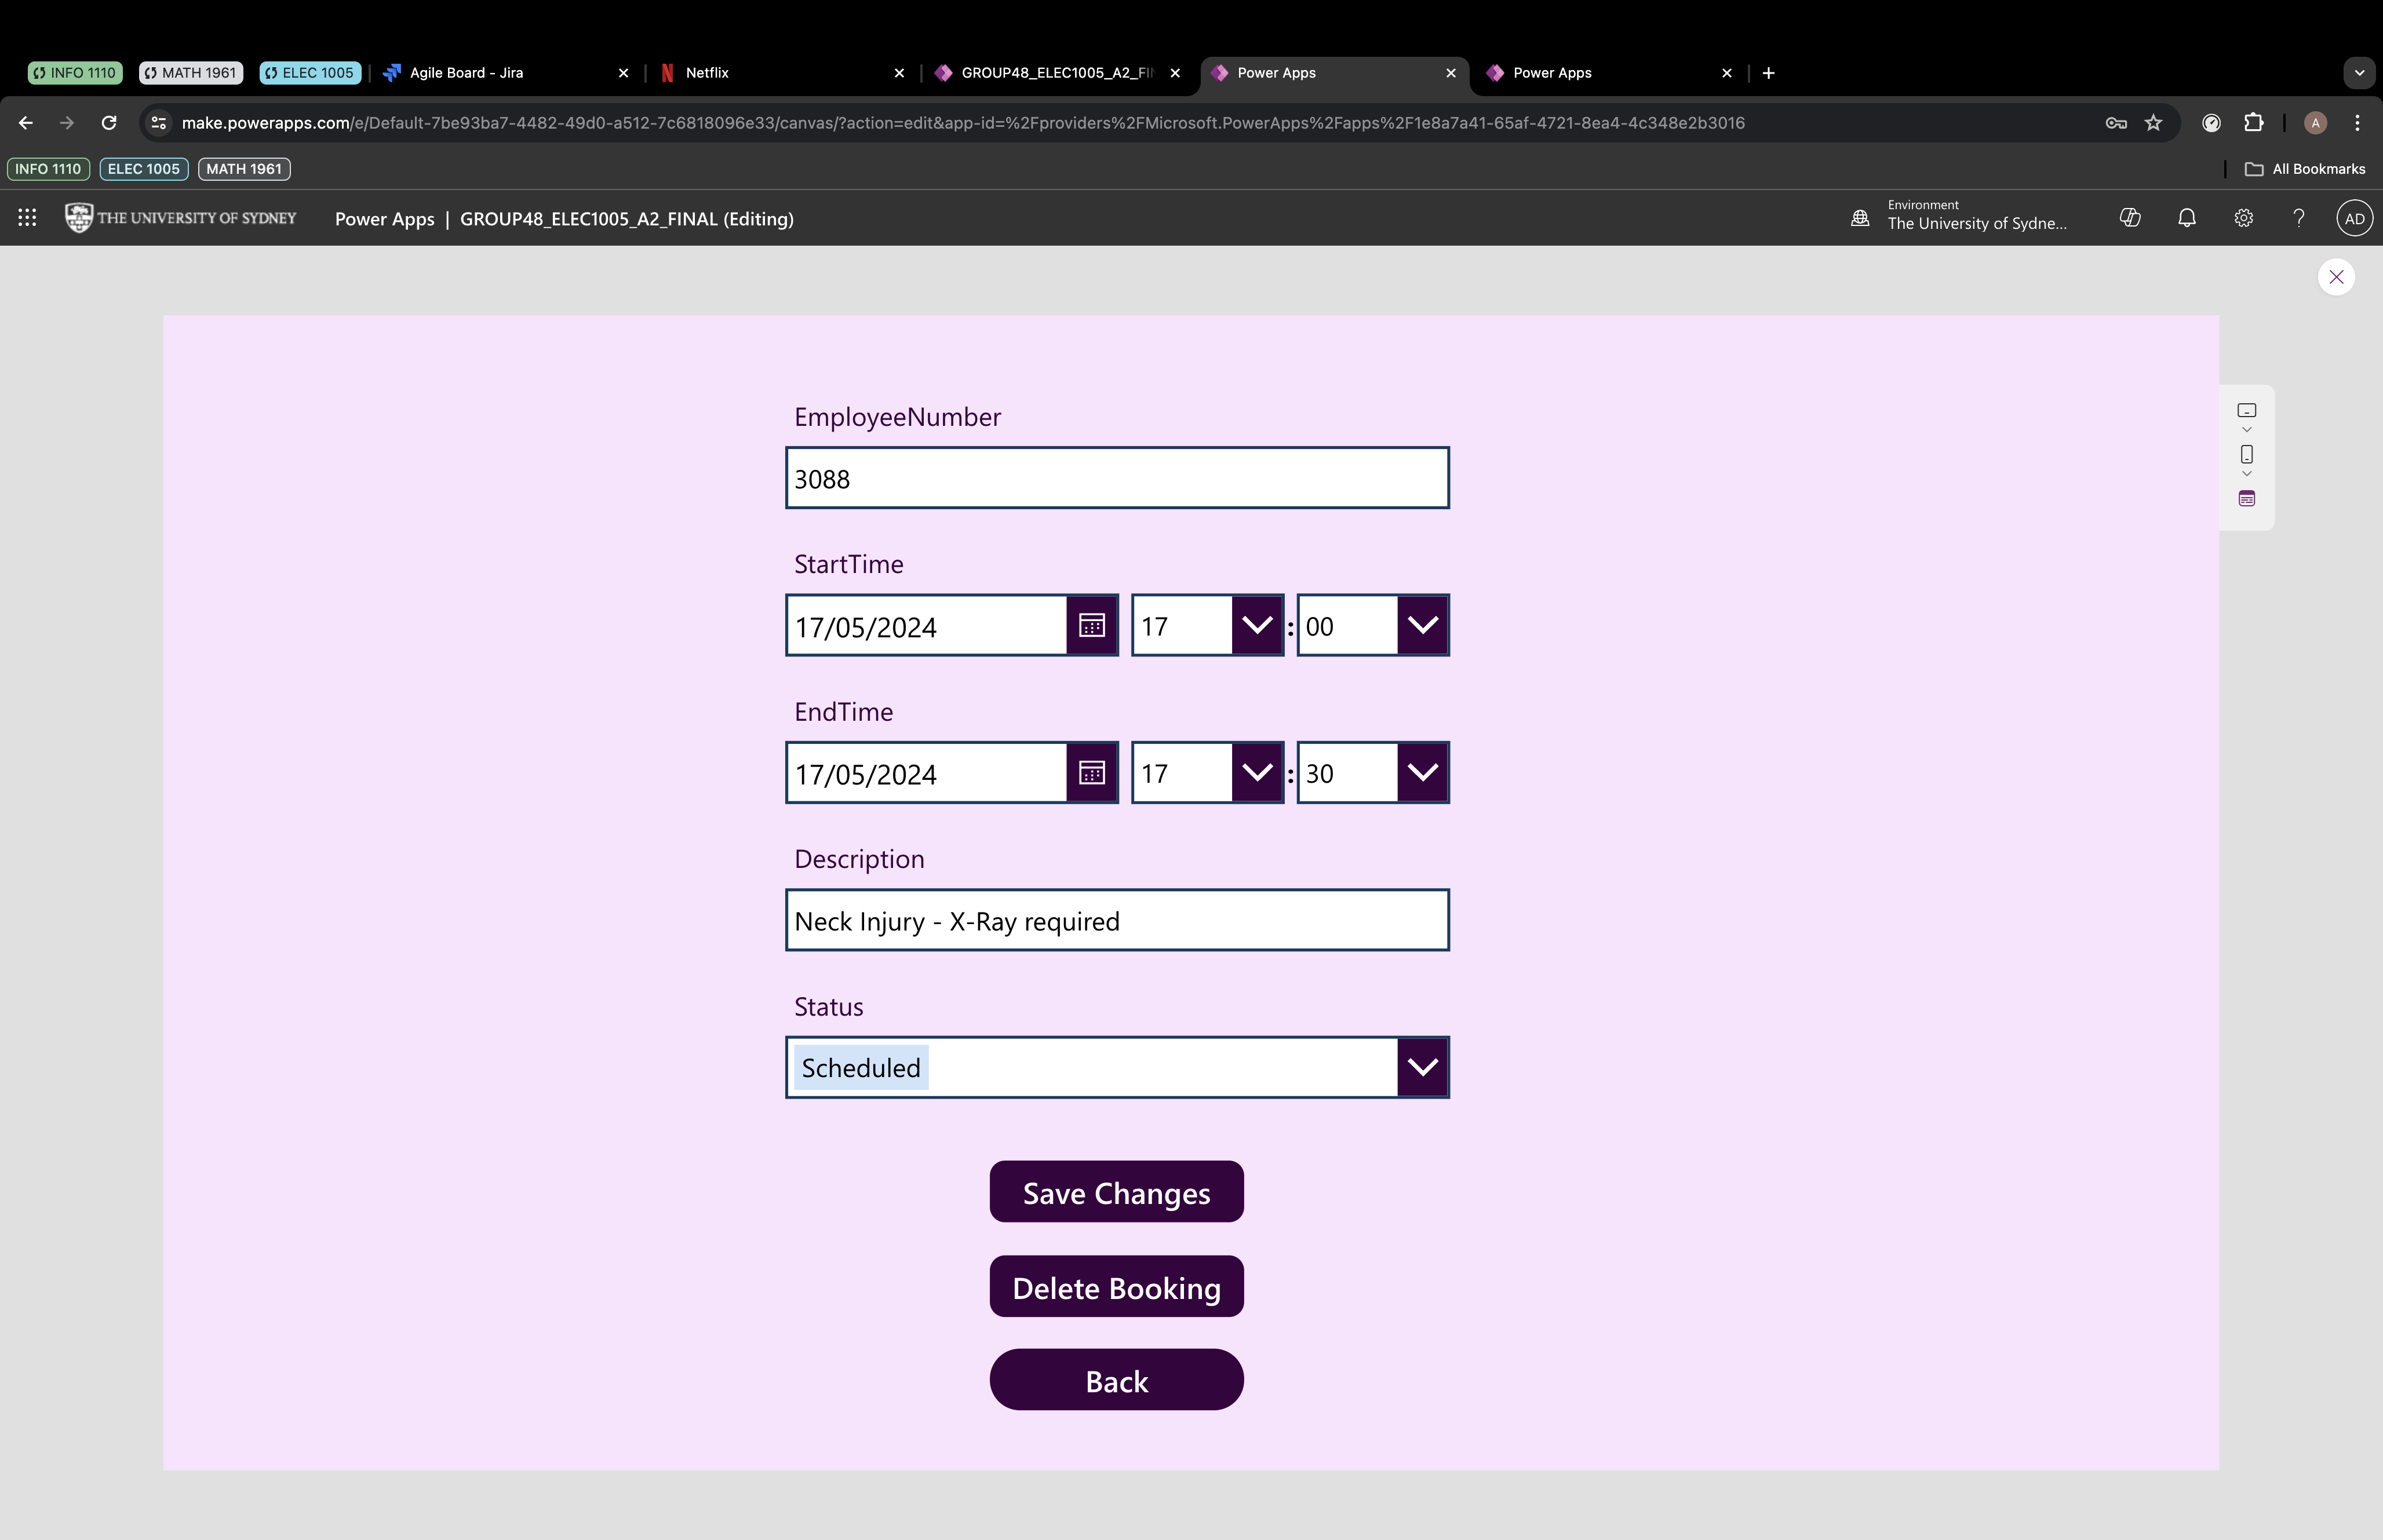 INFO 1110 MATH 1961 ELEC 1005 Agile Board - Jira Netflix GROUP48_ELEC1005_A2_FI Power Apps Power Apps
make.powerapps.com/e/Default-7be93ba7-4482-49d0-a512-7c6818096e33/canvas/?action=edit&app-id=%2Fproviders%2FMicrosoft.PowerApps%2Fapps%2F1e8a7a41-65af-4721-8ea4-4c348e2b3016 A
INFO 1110 ELEC 1005 MATH 1961 All Bookmarks
THE UNIVERSITY OF SYDNEY Power Apps | GROUP48_ELEC1005_A2_FINAL (Editing)
Environment
The University of Sydne... ? AD
EmployeeNumber
3088
StartTime
17/05/2024 17 : 00
EndTime
17/05/2024 17 : 30
Description
Neck Injury - X-Ray required
Status
Scheduled
Save Changes
Delete Booking
Back